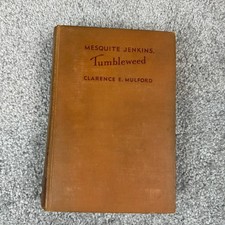 MESQUITE JENKINS,
Tumbleweed
CLARENCE E. MULFORD